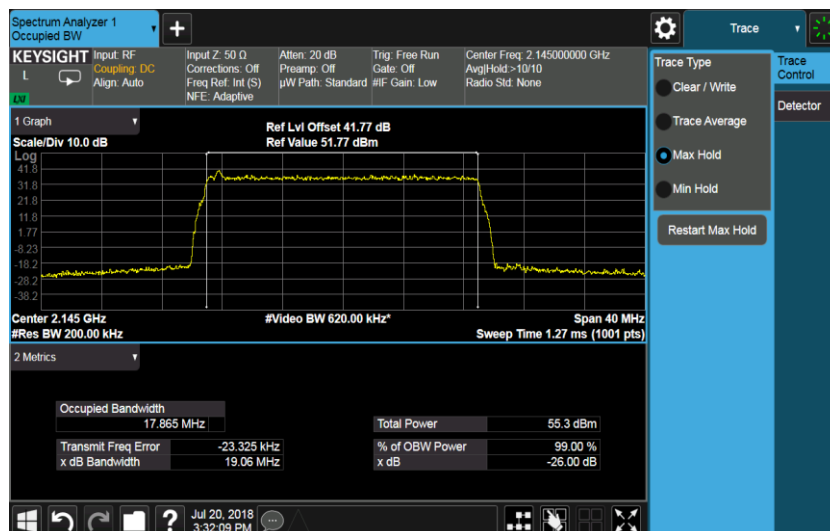 Spectrum Analyzer 1
Occupied BW
+
Trace
KEYSIGHT
L
LXI
Input: RF
Coupling: DC
Align: Auto
Input Z: 50 Ω
Corrections: Off
Freq Ref: Int (S)
NFE: Adaptive
Atten: 20 dB
Preamp: Off
µW Path: Standard
Trig: Free Run
Gate: Off
#IF Gain: Low
Center Freq: 2.145000000 GHz
Avg|Hold:>10/10
Radio Std: None
Trace Type
Clear / Write
Trace Average
Max Hold
Min Hold
Restart Max Hold
Trace
Control
Detector
1 Graph
Scale/Div 10.0 dB
Ref Lvl Offset 41.77 dB
Ref Value 51.77 dBm
Log
41.8
31.8
21.8
11.8
1.77
-8.23
-18.2
-28.2
-38.2
Center 2.145 GHz
#Res BW 200.00 kHz
#Video BW 620.00 kHz*
Span 40 MHz
Sweep Time 1.27 ms (1001 pts)
2 Metrics
Occupied Bandwidth
17.865 MHz
Total Power 55.3 dBm
Transmit Freq Error -23.325 kHz
% of OBW Power 99.00 %
x dB Bandwidth 19.06 MHz
x dB -26.00 dB
?
Jul 20, 2018
3:32:09 PM